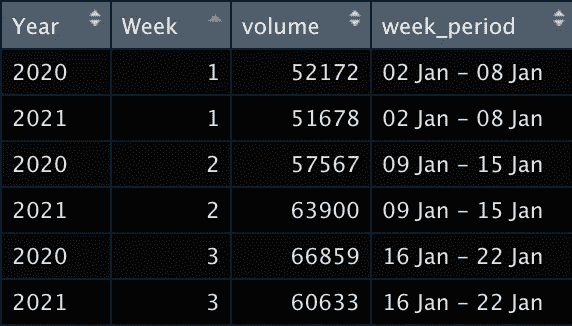 Year Week volume week_period
2020 1 52172 02 Jan - 08 Jan
2021 1 51678 02 Jan - 08 Jan
2020 2 57567 09 Jan - 15 Jan
2021 2 63900 09 Jan - 15 Jan
2020 3 66859 16 Jan - 22 Jan
2021 3 60633 16 Jan - 22 Jan